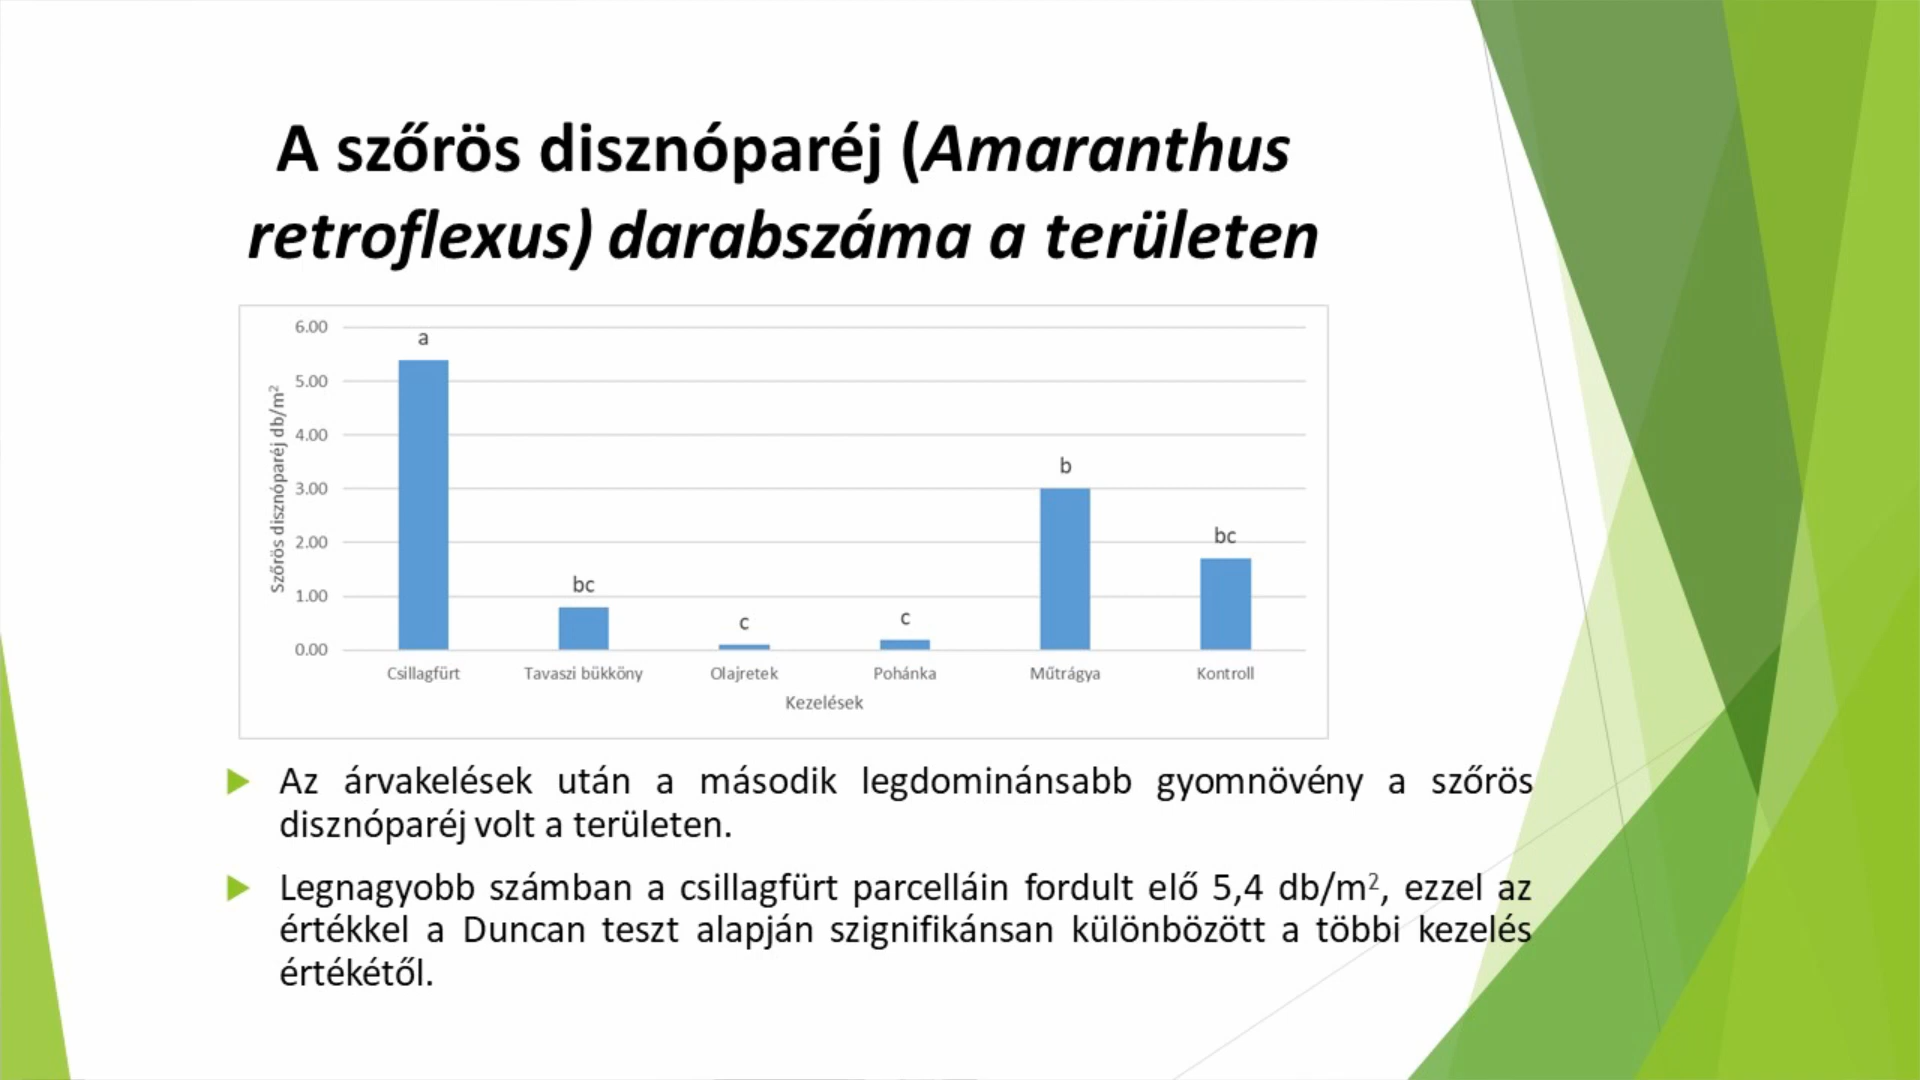 A szőrös disznóparéj (Amaranthus
retroflexus) darabszáma a területen
6.00
5.00
4.00
3.00
2.00
1.00
0.00
Szőrös disznóparéj db/m²
a
bc
c
c
b
bc
Csillagfürt
Tavaszi bükköny
Olajretek
Pohánka
Műtrágya
Kontroll
Kezelések
Az árvakelések után a második legdominánsabb gyomnövény a szőrös
disznóparéj volt a területen.
Legnagyobb számban a csillagfürt parcelláin fordult elő 5,4 db/m², ezzel az
értékkel a Duncan teszt alapján szignifikánsan különbözött a többi kezelés
értékétől.